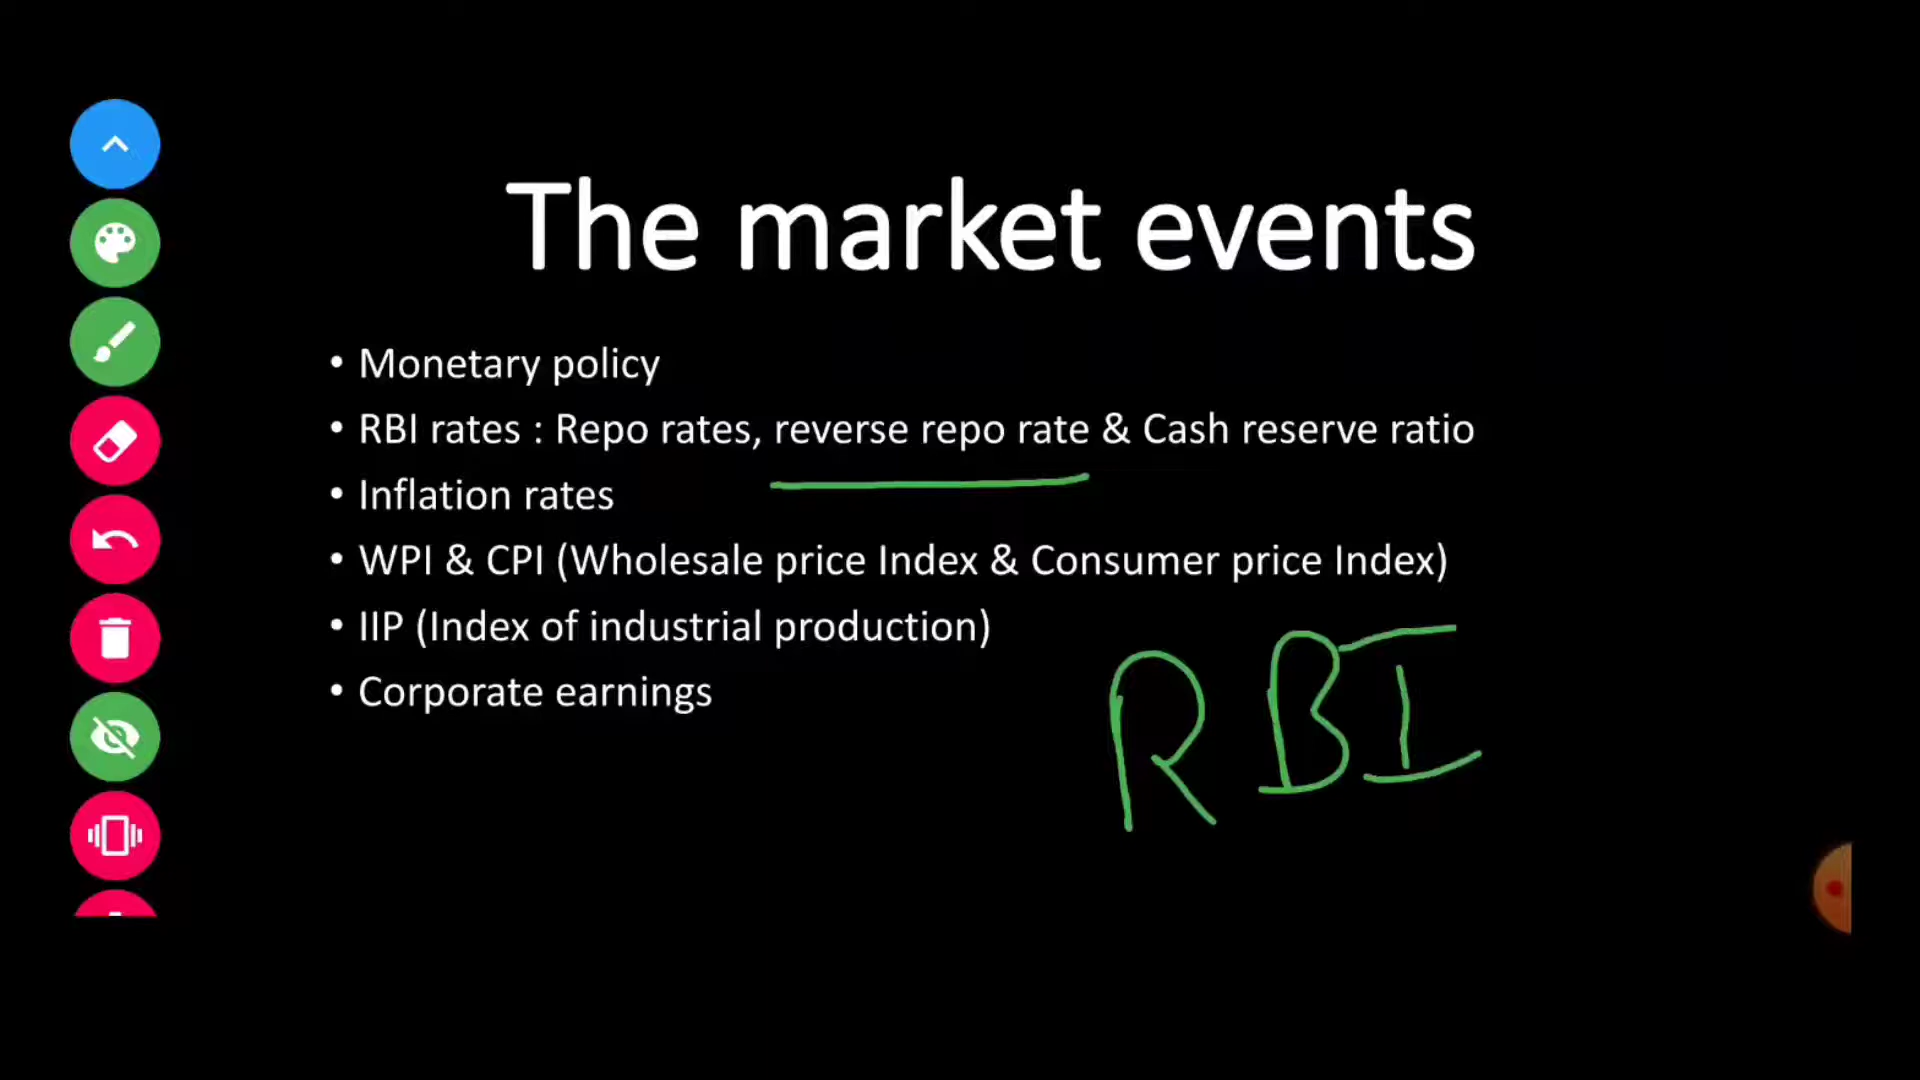 The market events
• Monetary policy
• RBI rates : Repo rates, reverse repo rate & Cash reserve ratio
• Inflation rates
• WPI & CPI (Wholesale price Index & Consumer price Index)
• IIP (Index of industrial production)
• Corporate earnings
RBI